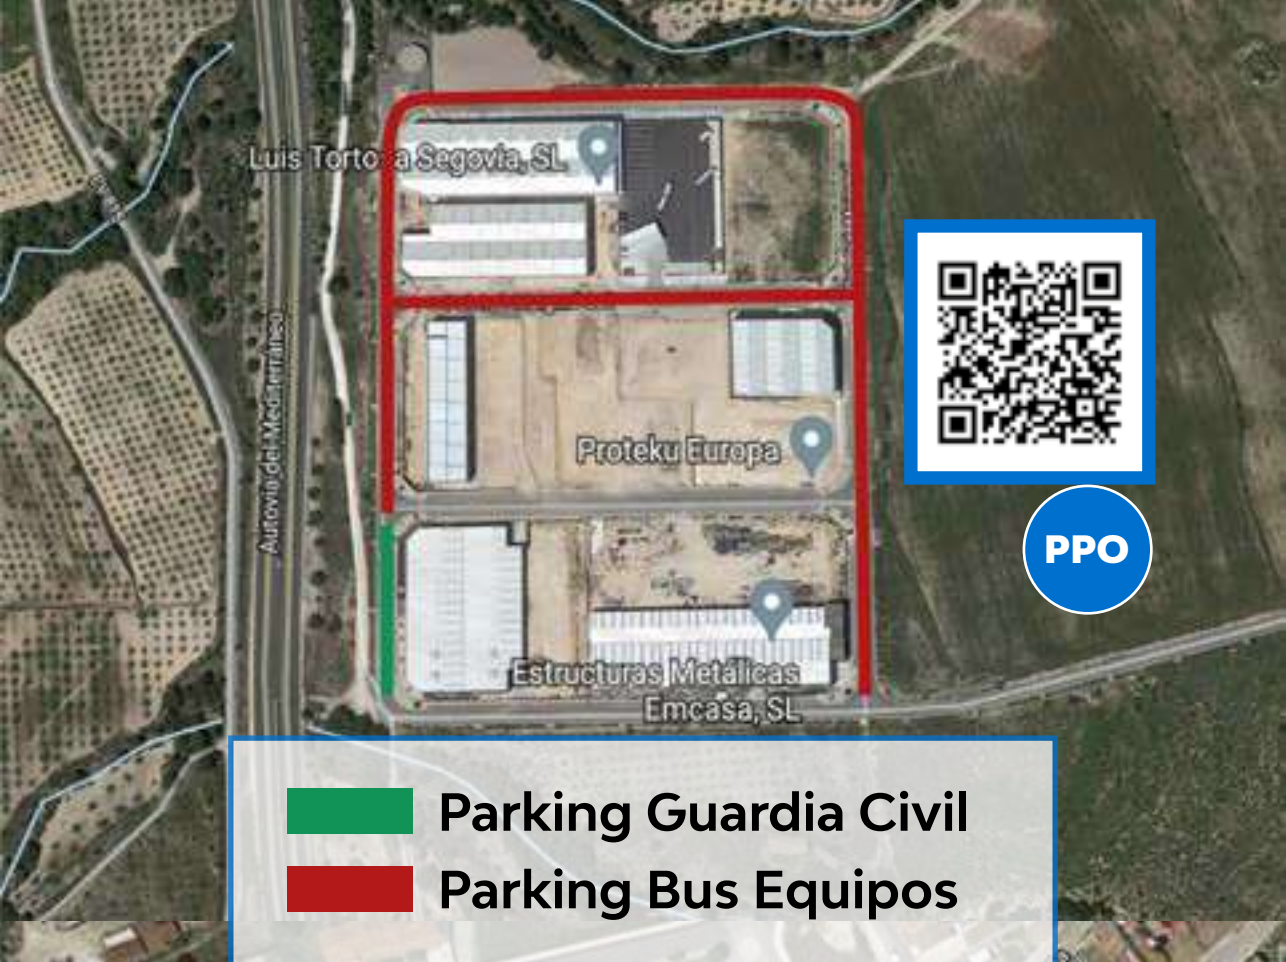 Luis Tortosa Segovia, SL
Autovía del Mediterráneo
Proteku Europa
PPO
Estructuras Metálicas
Emcasa, SL
Parking Guardia Civil
Parking Bus Equipos